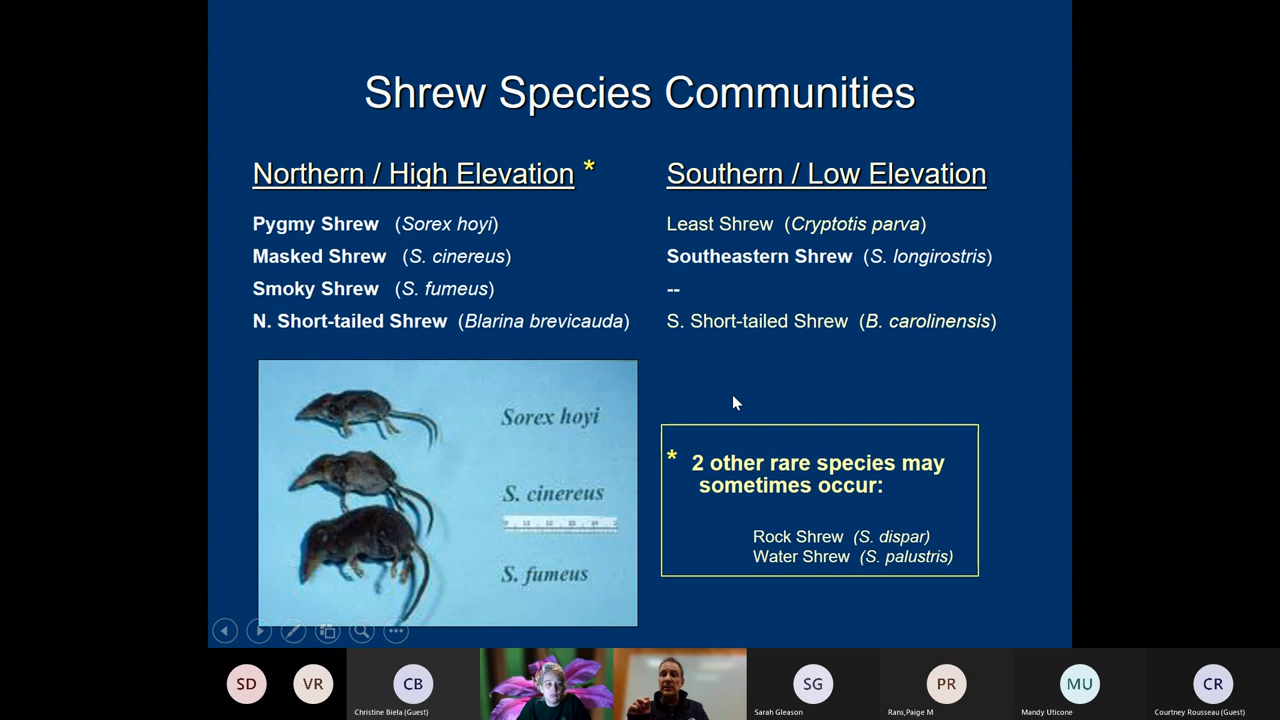 Shrew Species Communities
Northern / High Elevation *
Pygmy Shrew (Sorex hoyi)
Masked Shrew (S. cinereus)
Smoky Shrew (S. fumeus)
N. Short-tailed Shrew (Blarina brevicauda)
Southern / Low Elevation
Least Shrew (Cryptotis parva)
Southeastern Shrew (S. longirostris)
--
S. Short-tailed Shrew (B. carolinensis)
Sorex hoyi
S. cinereus
S. fumeus
* 2 other rare species may
sometimes occur:
Rock Shrew (S. dispar)
Water Shrew (S. palustris)
SD
VR
CB
Christine Biela (Guest)
SG
Sarah Gleason
PR
Rans,Paige M
MU
Mandy Uticone
CR
Courtney Rousseau (Guest)